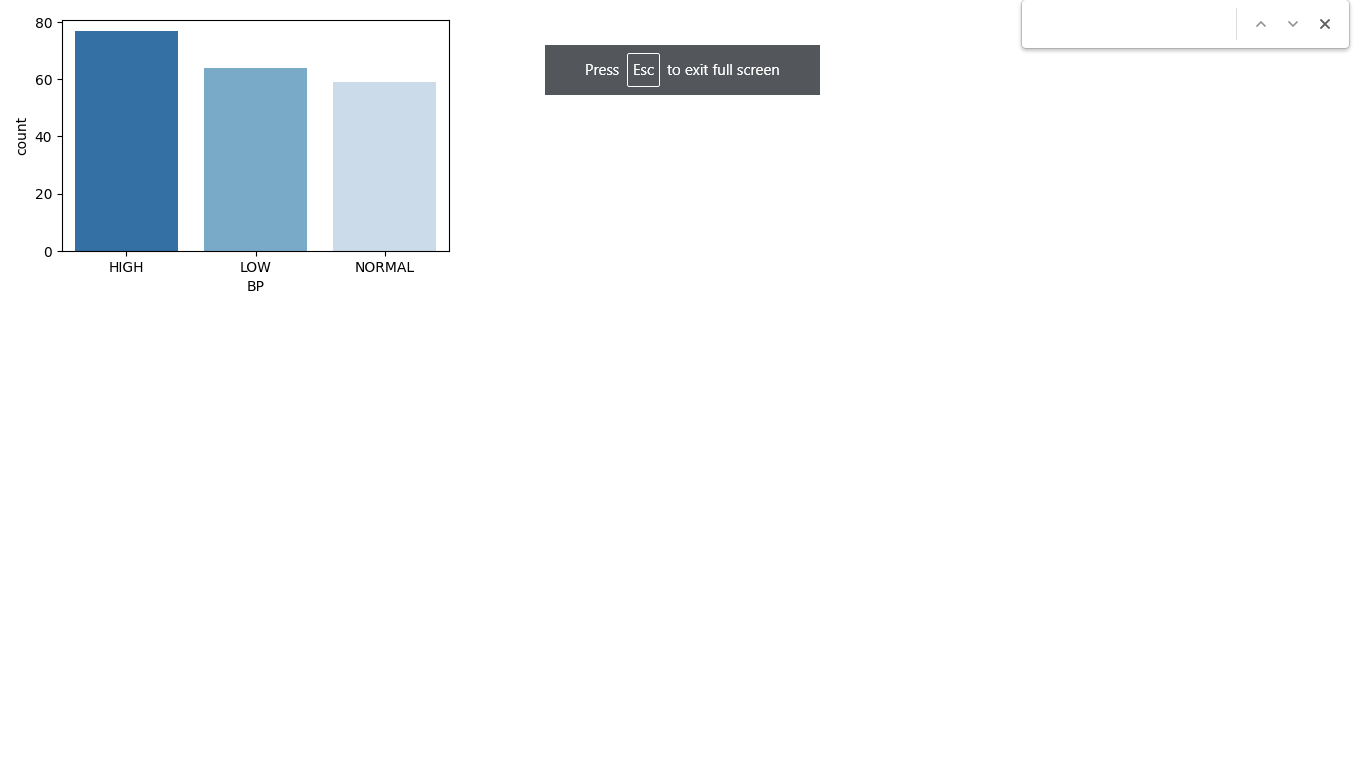 80
60
40
20
0
count
HIGH LOW NORMAL
BP
Press Esc to exit full screen